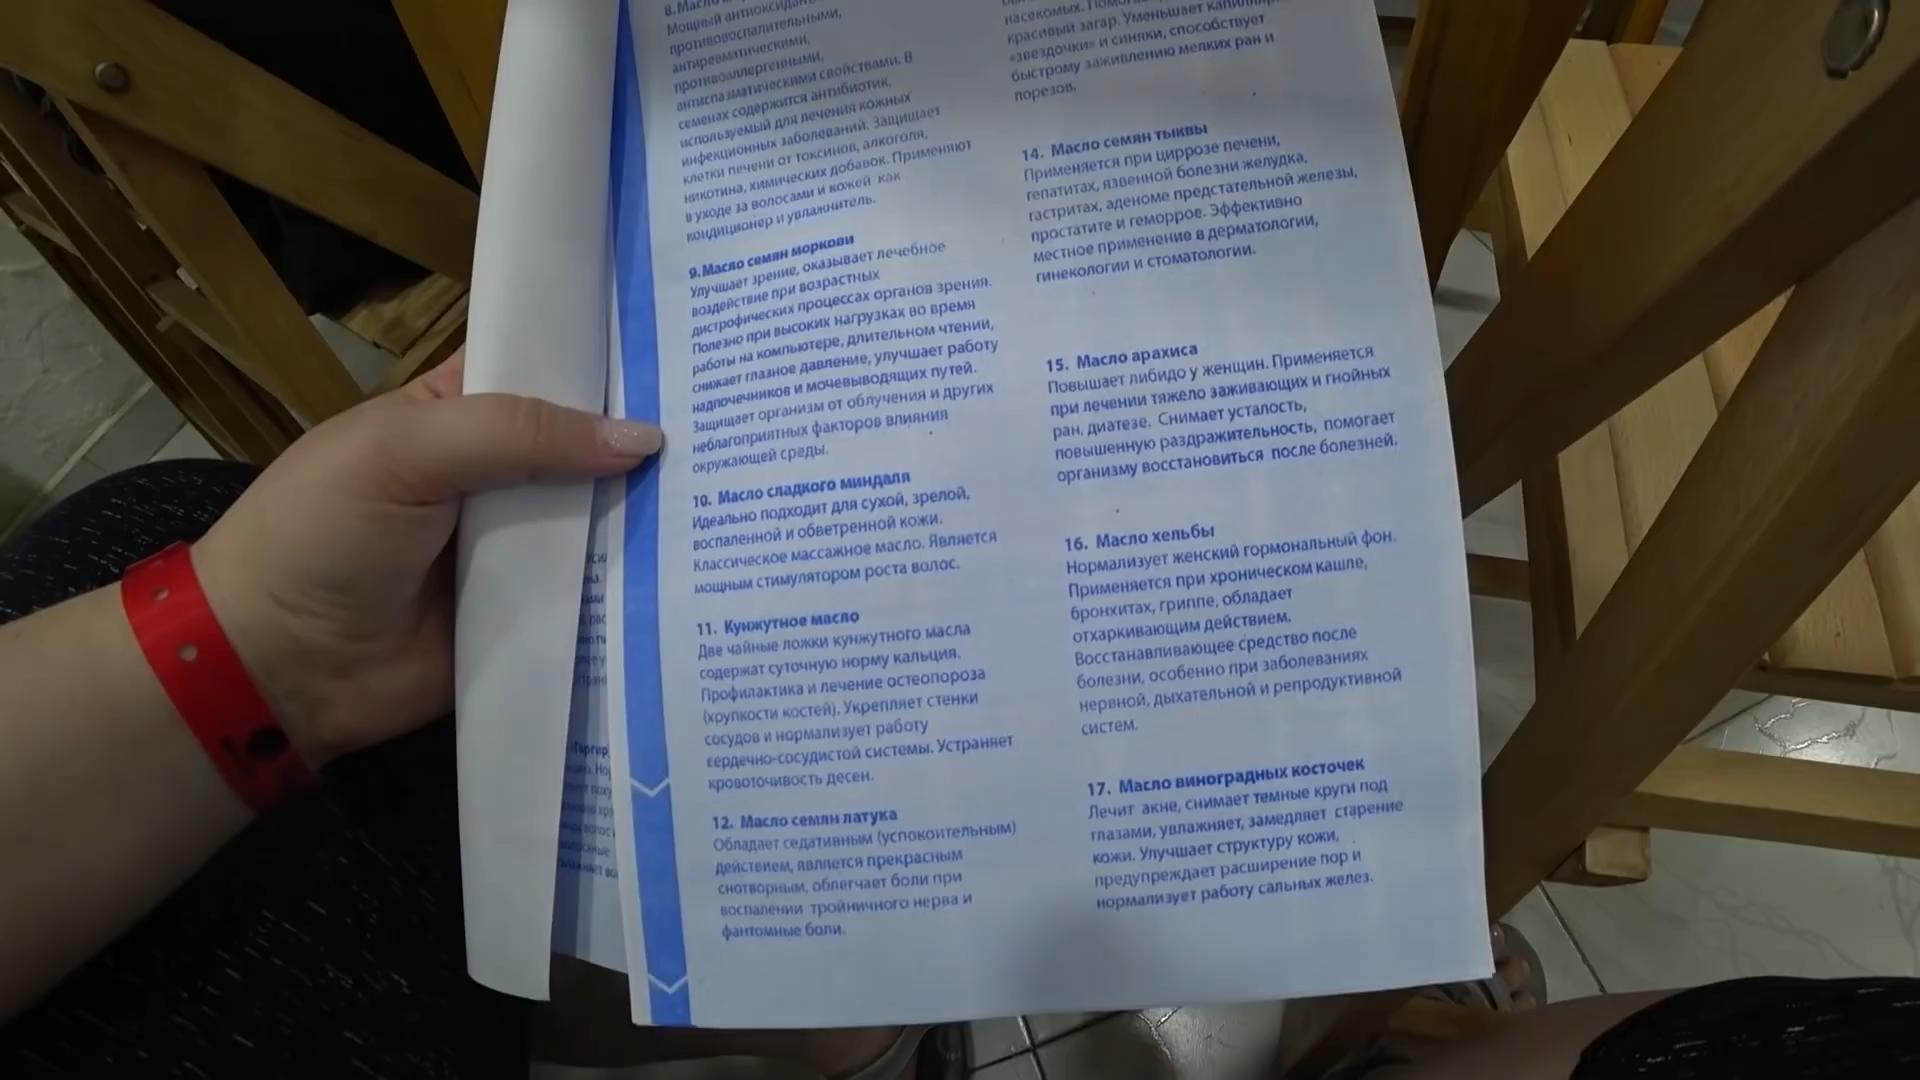 8. Масло
Мощный антиоксидант
противовоспалительными,
антиревматическими,
противоаллергенными,
антиспазматическими свойствами. В
семенах содержится антибиотик,
используемый для лечения кожных
инфекционных заболеваний. Защищает
клетки печени от токсинов, алкоголя,
никотина, химических добавок. Применяют
в уходе за волосами и кожей как
кондиционер и увлажнитель.
9. Масло семян моркови
Улучшает зрение, оказывает лечебное
воздействие при возрастных
дистрофических процессах органов зрения.
Полезно при высоких нагрузках во время
работы на компьютере, длительном чтении,
снижает глазное давление, улучшает работу
надпочечников и мочевыводящих путей.
Защищает организм от облучения и других
неблагоприятных факторов влияния
окружающей среды.
10. Масло сладкого миндаля
Идеально подходит для сухой, зрелой,
воспаленной и обветренной кожи.
Классическое массажное масло. Является
мощным стимулятором роста волос.
11. Кунжутное масло
Две чайные ложки кунжутного масла
содержат суточную норму кальция.
Профилактика и лечение остеопороза
(хрупкости костей). Укрепляет стенки
сосудов и нормализует работу
сердечно-сосудистой системы. Устраняет
кровоточивость десен.
12. Масло семян латука
Обладает седативным (успокоительным)
действием, является прекрасным
снотворным, облегчает боли при
воспалении тройничного нерва и
фантомные боли.
насекомых.
красивый загар. Уменьшает
«звездочки» и синяки, способствует
быстрому заживлению мелких ран и
порезов.
14. Масло семян тыквы
Применяется при циррозе печени,
гепатитах, язвенной болезни желудка,
гастритах, аденоме предстательной железы,
простатите и геморрое. Эффективно
местное применение в дерматологии,
гинекологии и стоматологии.
15. Масло арахиса
Повышает либидо у женщин. Применяется
при лечении тяжело заживающих и гнойных
ран, диатезе. Снимает усталость,
повышенную раздражительность, помогает
организму восстановиться после болезней.
16. Масло хельбы
Нормализует женский гормональный фон.
Применяется при хроническом кашле,
бронхитах, гриппе, обладает
отхаркивающим действием.
Восстанавливающее средство после
болезни, особенно при заболеваниях
нервной, дыхательной и репродуктивной
систем.
17. Масло виноградных косточек
Лечит акне, снимает темные круги под
глазами, увлажняет, замедляет старение
кожи. Улучшает структуру кожи,
предупреждает расширение пор и
нормализует работу сальных желез.